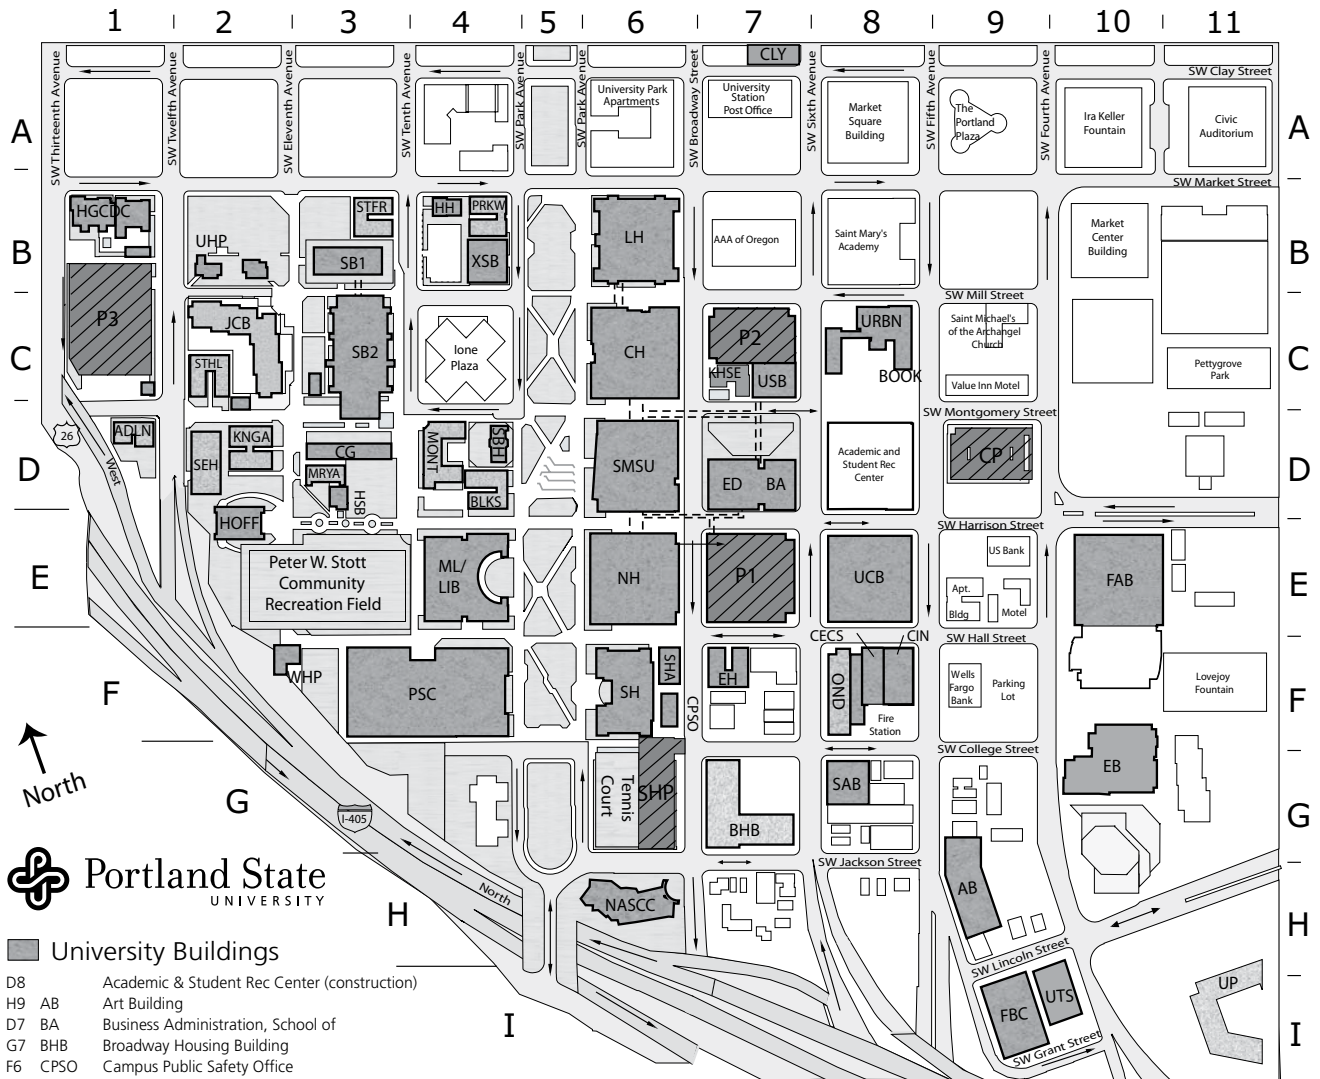 1 2 3 4 5 6 7 8 9 10 11
SW Thirteenth Avenue
SW Twelfth Avenue
SW Eleventh Avenue
SW Tenth Avenue
SW Park Avenue
SW Park Avenue
SW Broadway Street
SW Sixth Avenue
SW Fifth Avenue
SW Fourth Avenue
CLY
SW Clay Street
A
University Park
Apartments
University
Station
Post Office
Market
Square
Building
The
Portland
Plaza
Ira Keller
Fountain
Civic
Auditorium
A
SW Market Street
B
HGCDC
UHP
STFR
SB1
HH
PRKW
XSB
LH
AAA of Oregon
Saint Mary's
Academy
Market
Center
Building
B
SW Mill Street
C
P3
JCB
STHL
SB2
Ione
Plaza
CH
P2
KHSE
USB
URBN
BOOK
Saint Michael's
of the Archangel
Church
Value Inn Motel
Pettygrove
Park
C
SW Montgomery Street
D
26
West
ADLN
SEH
KNGA
CG
MRYA
HSB
MONT
SBHT
BLKS
SMSU
ED
BA
Academic and
Student Rec
Center
CP
D
HOFF
SW Harrison Street
E
Peter W. Stott
Community
Recreation Field
ML/
LIB
NH
P1
UCB
US Bank
Apt.
Bldg
Motel
FAB
E
SW Hall Street
F
WHP
PSC
SH
SHA
CPSO
EH
CECS
CIN
OND
Fire
Station
Wells
Fargo
Bank
Parking
Lot
Lovejoy
Fountain
F
SW College Street
North
G
I-405
Tennis
Court
SHP
BHB
SAB
EB
G
SW Jackson Street
Portland State
UNIVERSITY
H
North
NASCC
AB
H
SW Lincoln Street
I
FBC
UTS
UP
I
SW Grant Street
University Buildings
D8 Academic & Student Rec Center (construction)
H9 AB Art Building
D7 BA Business Administration, School of
G7 BHB Broadway Housing Building
F6 CPSO Campus Public Safety Office